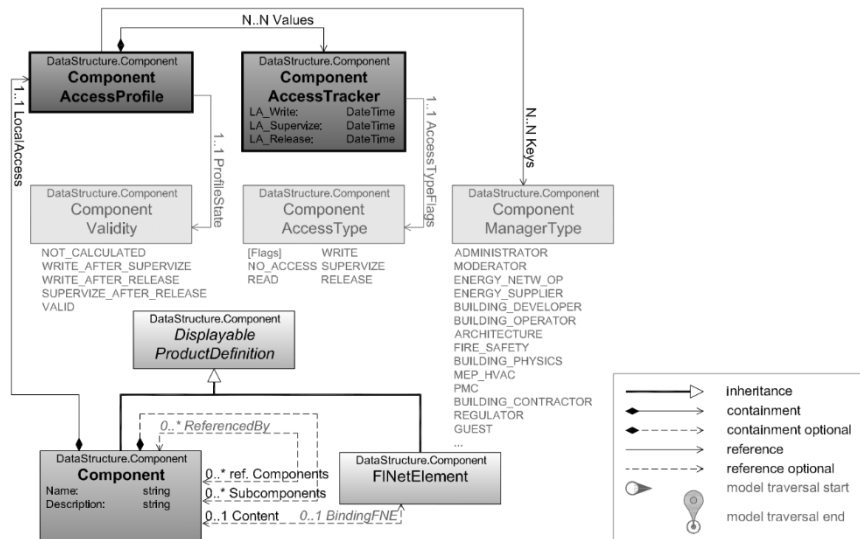 N..N Values
DataStructure.Component
Component
AccessProfile
DataStructure.Component
Component
AccessTracker
LA_Write: DateTime
LA_Supervize: DateTime
LA_Release: DateTime
1..1 LocalAccess
1..1 ProfileState
1..1 AccessTypeFlags
N..N Keys
DataStructure.Component
Component
Validity
NOT_CALCULATED
WRITE_AFTER_SUPERVIZE
WRITE_AFTER_RELEASE
SUPERVIZE_AFTER_RELEASE
VALID
DataStructure.Component
Component
AccessType
[Flags] WRITE
NO_ACCESS SUPERVIZE
READ RELEASE
DataStructure.Component
Component
ManagerType
ADMINISTRATOR
MODERATOR
ENERGY_NETW_OP
ENERGY_SUPPLIER
BUILDING_DEVELOPER
BUILDING_OPERATOR
ARCHITECTURE
FIRE_SAFETY
BUILDING_PHYSICS
MEP_HVAC
PMC
BUILDING_CONTRACTOR
REGULATOR
GUEST
...
DataStructure.Component
Displayable
ProductDefinition
0..* ReferencedBy
DataStructure.Component
Component
Name: string
Description: string
0..* ref. Components
0..* Subcomponents
0..1 Content
0..1 BindingFNE
DataStructure.Component
FlNetElement
inheritance
containment
containment optional
reference
reference optional
model traversal start
model traversal end